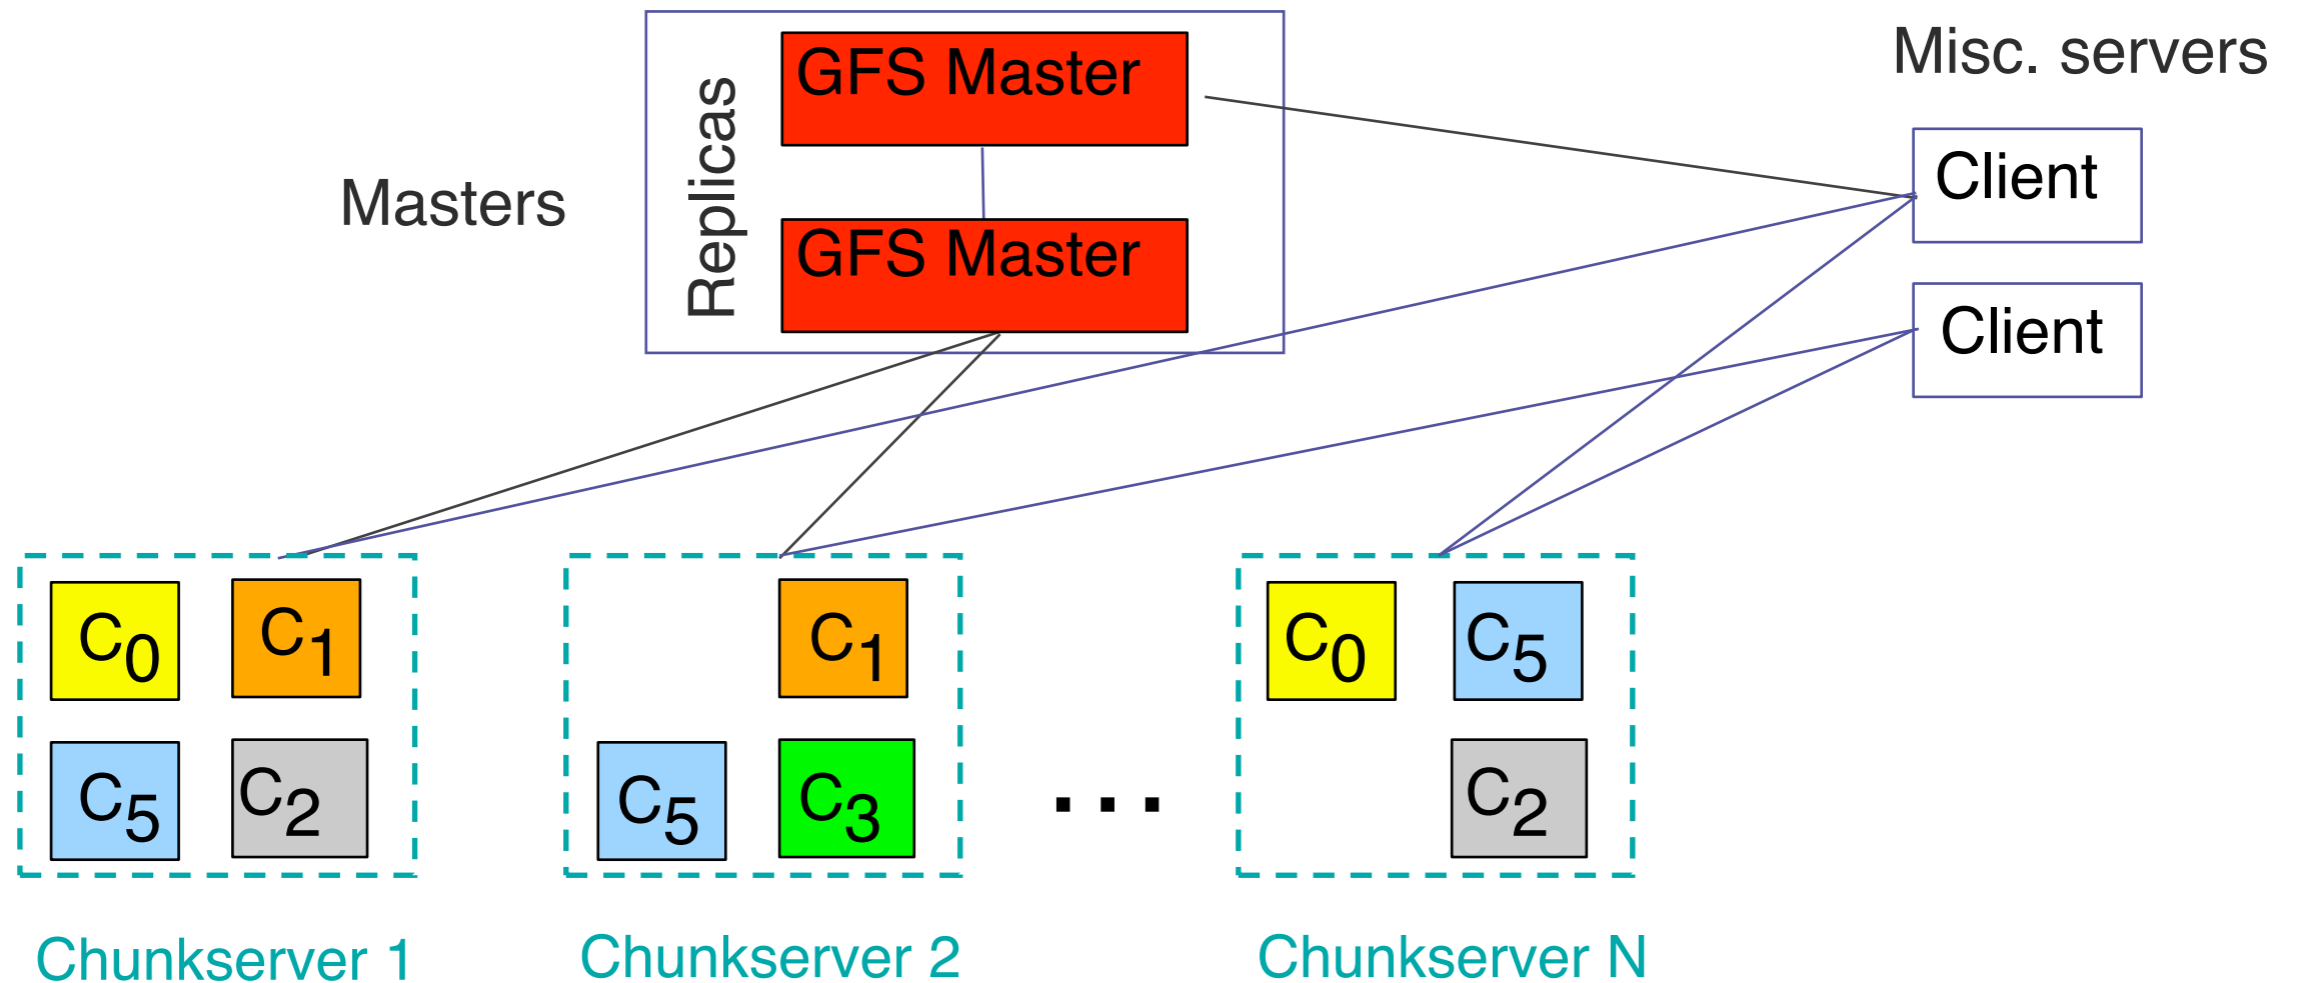 Misc. servers
Masters
Replicas
GFS Master
GFS Master
Client
Client
C0
C1
C5
C2
C1
C5
C3
...
C0
C5
C2
Chunkserver 1
Chunkserver 2
Chunkserver N